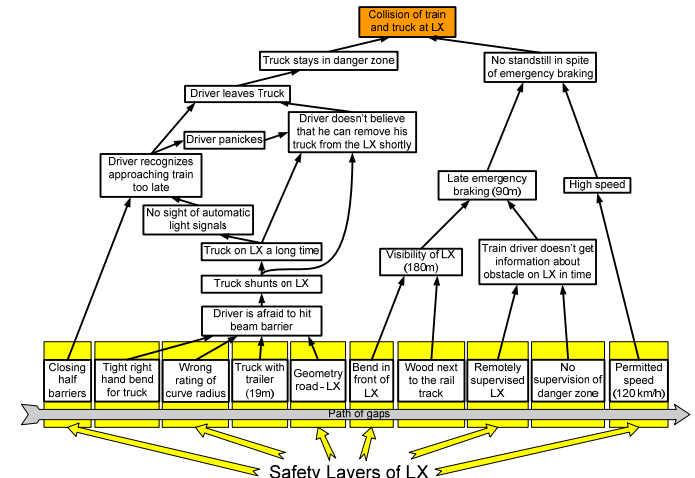 Collision of train
and truck at LX
Truck stays in danger zone
No standstill in spite
of emergency braking
Driver leaves Truck
Driver doesn't believe
that he can remove his
truck from the LX shortly
Driver panickes
Driver recognizes
approaching train
too late
Late emergency
braking (90m)
High speed
No sight of automatic
light signals
Truck on LX a long time
Visibility of LX
(180m)
Train driver doesn't get
information about
obstacle on LX in time
Truck shunts on LX
Driver is afraid to hit
beam barrier
Closing
half
barriers
Tight right
hand bend
for truck
Wrong
rating of
curve radius
Truck with
trailer
(19m)
Geometry
road-LX
Bend in
front of
LX
Wood next
to the rail
track
Remotely
supervised
LX
No
supervision of
danger zone
Permitted
speed
(120 km/h)
Path of gaps
Safety Layers of LX